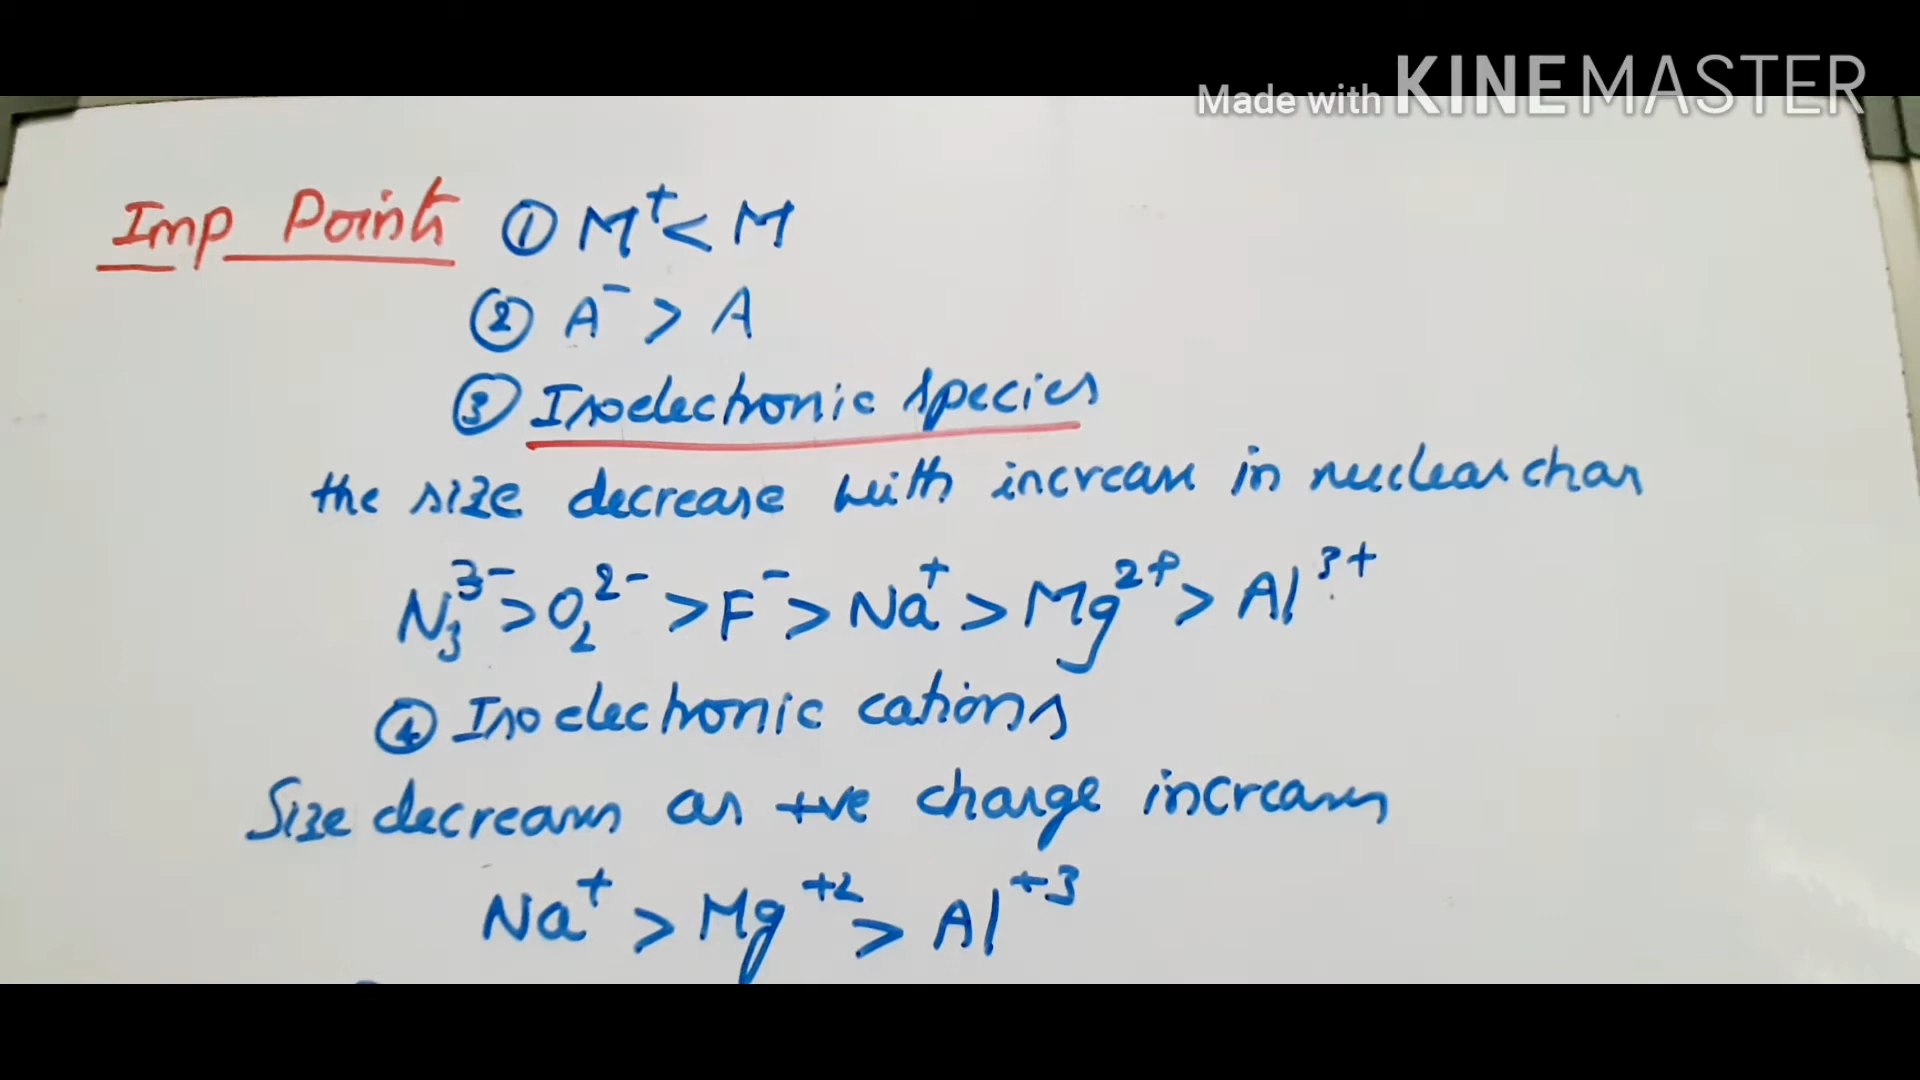 Made with KINEMASTER
Imp Points ① M⁺ < M
② A⁻ > A
③ Isoelectronic species
the size decrease with increase in nuclear char
N₃³⁻ > O₂²⁻ > F⁻ > Na⁺ > Mg²⁺ > Al³⁺
④ Isoelectronic cations
Size decreases as +ve charge increases
Na⁺ > Mg⁺² > Al⁺³